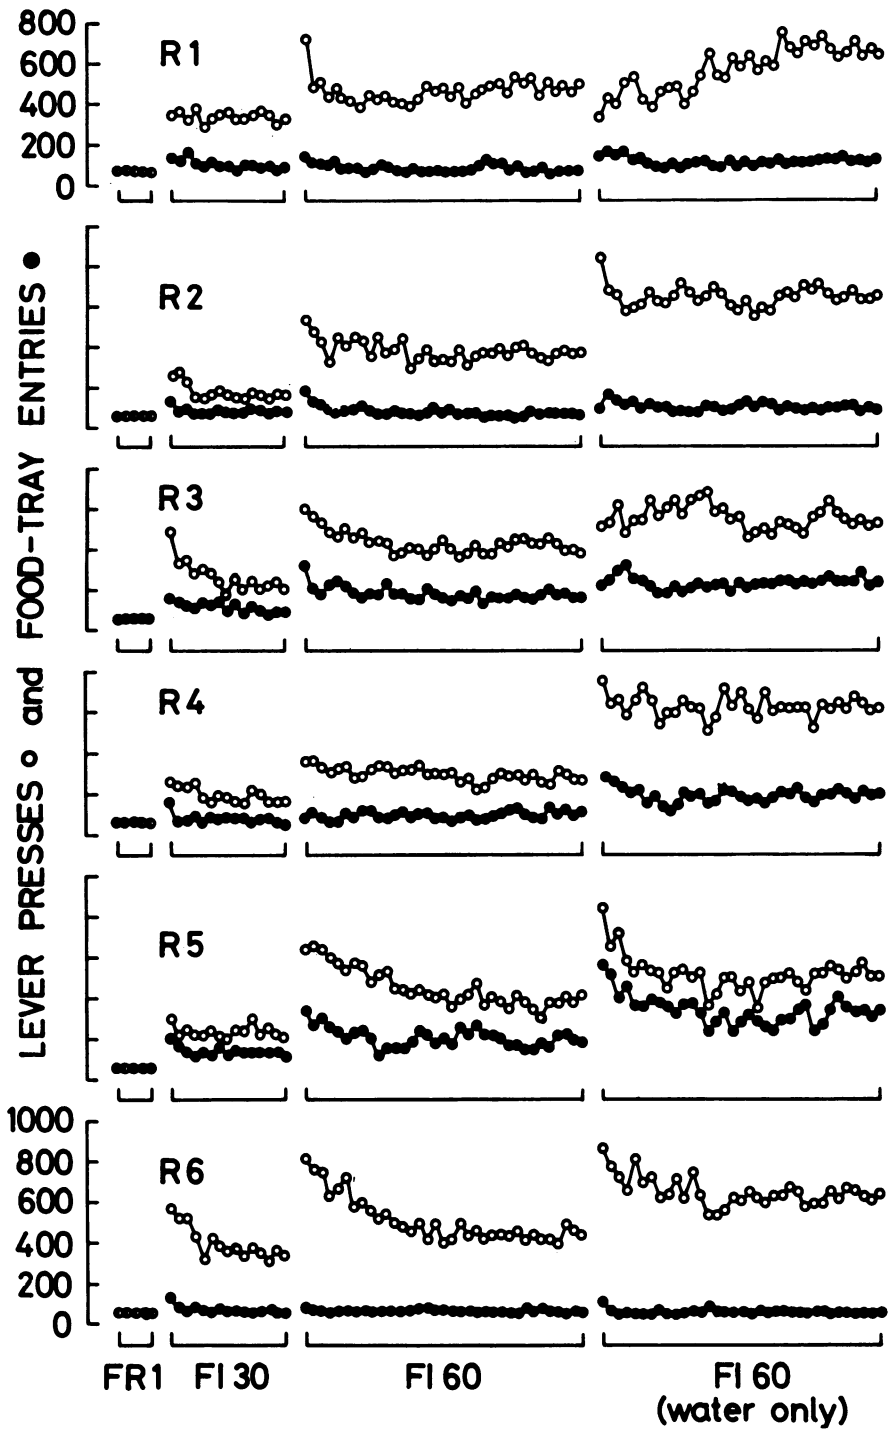 800
600
400
200
0
R1
R2
R3
R4
R5
1000
800
600
400
200
0
R6
LEVER PRESSES o and FOOD-TRAY ENTRIES ●
FR1 FI 30 FI 60 FI 60
(water only)